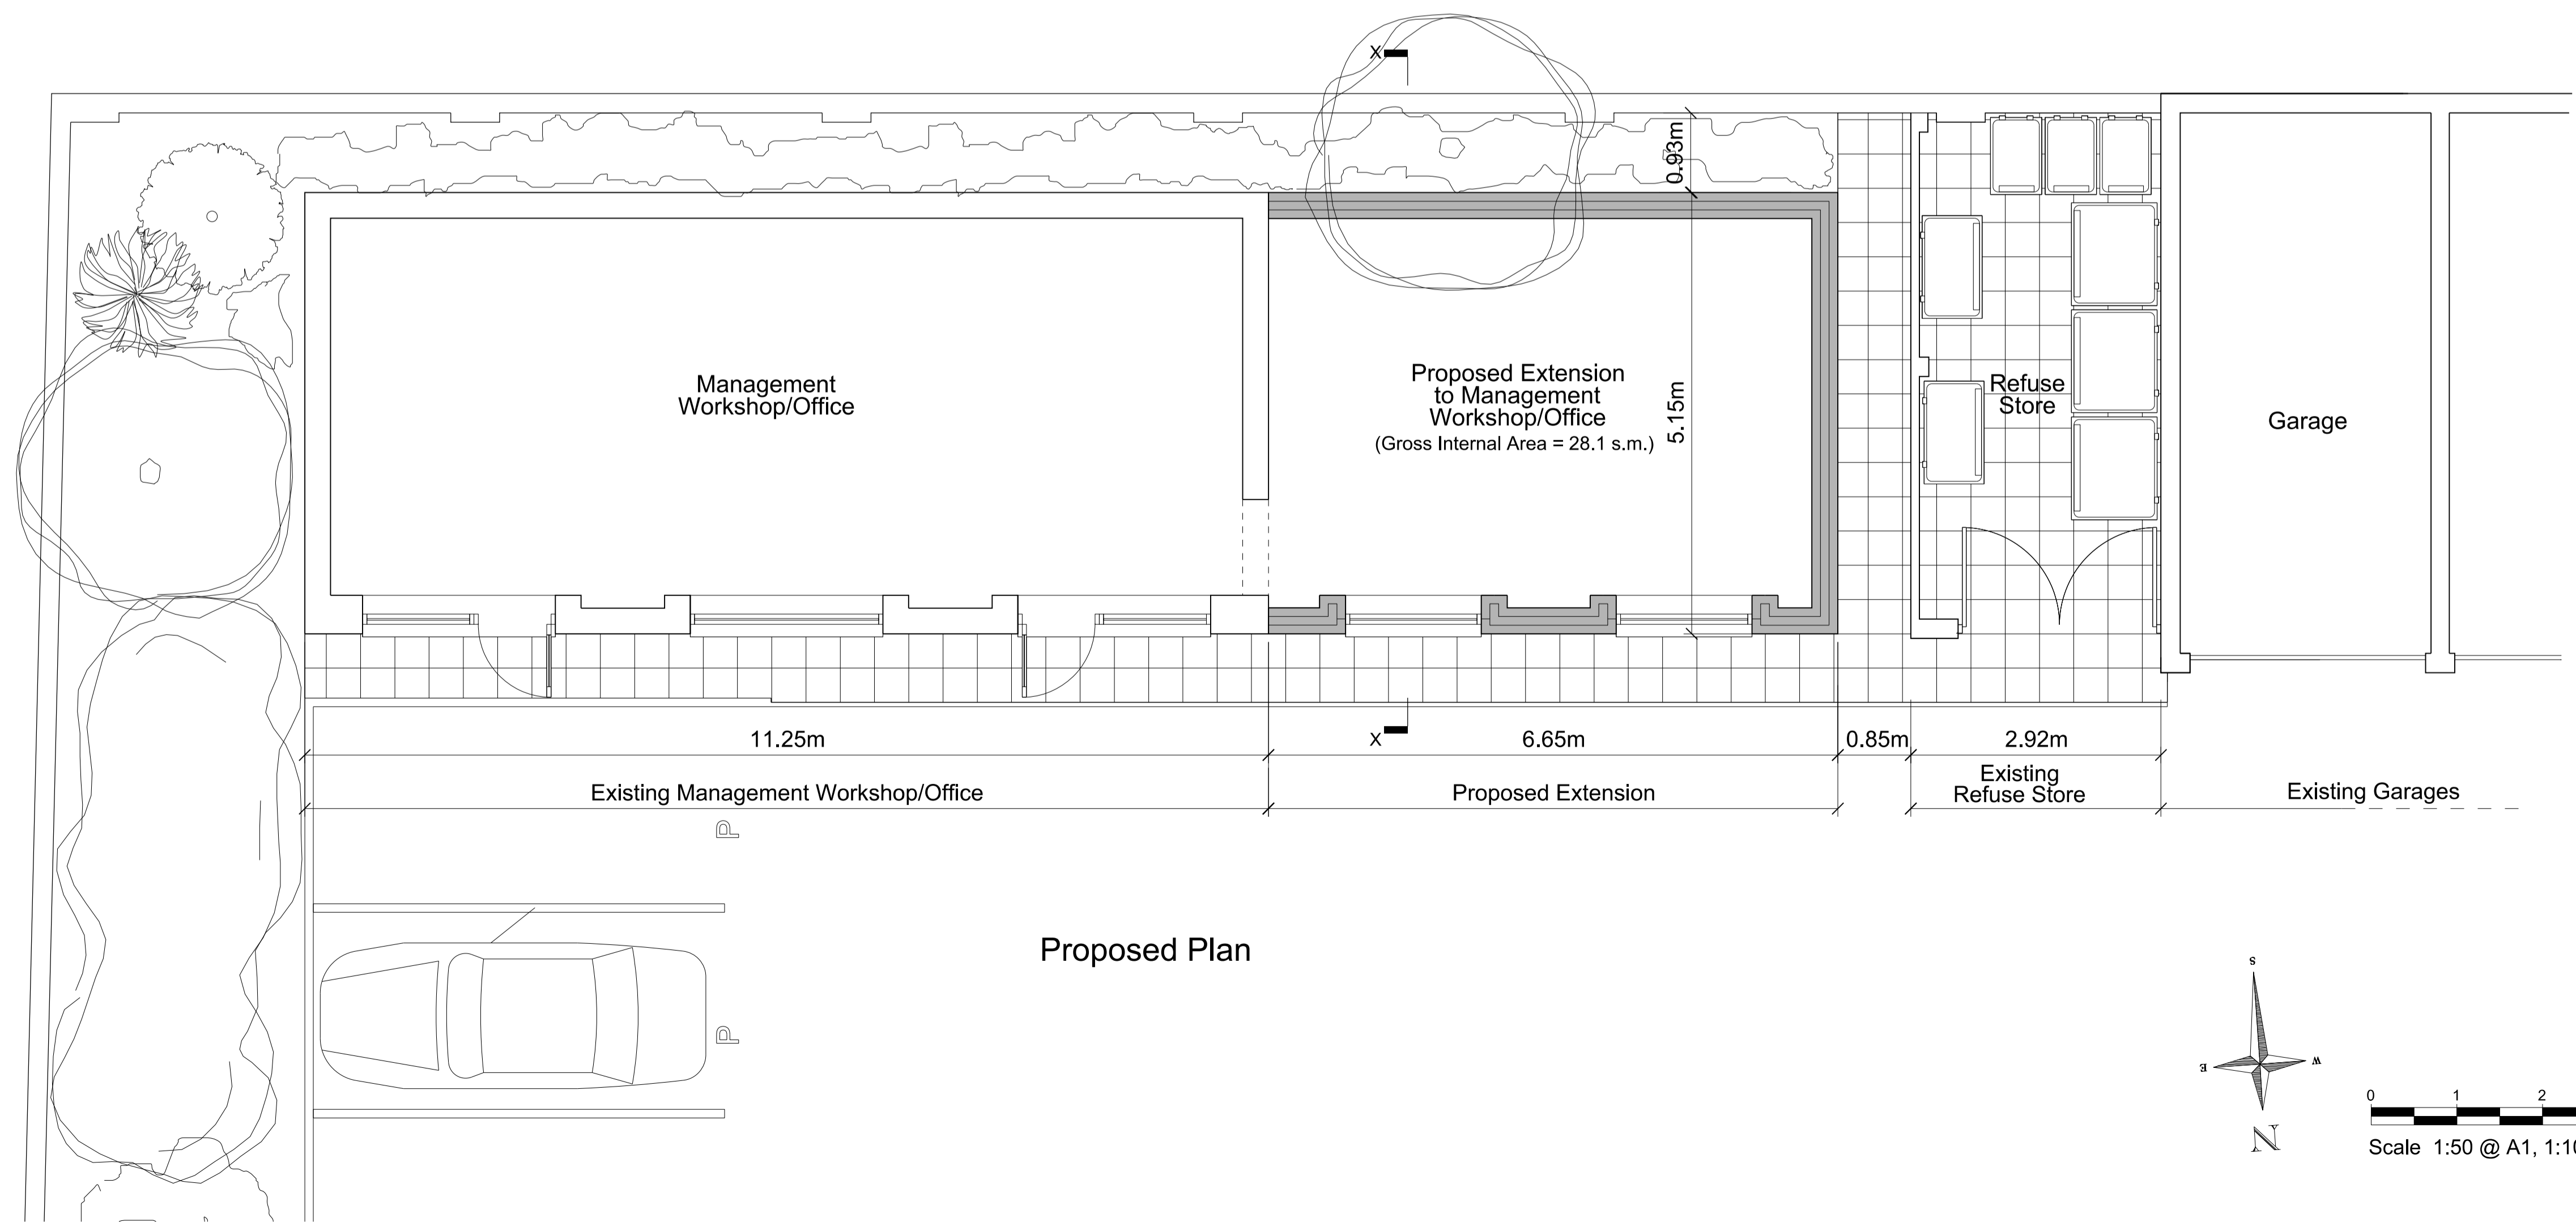 X
0.93m
Management
Workshop/Office
Proposed Extension
to Management
Workshop/Office
(Gross Internal Area = 28.1 s.m.)
5.15m
Refuse
Store
Garage
X
11.25m
6.65m
0.85m
2.92m
Existing Management Workshop/Office
Proposed Extension
Existing
Refuse Store
Existing Garages
P
P
Proposed Plan
S
E
W
N
0 1 2
Scale 1:50 @ A1, 1:10